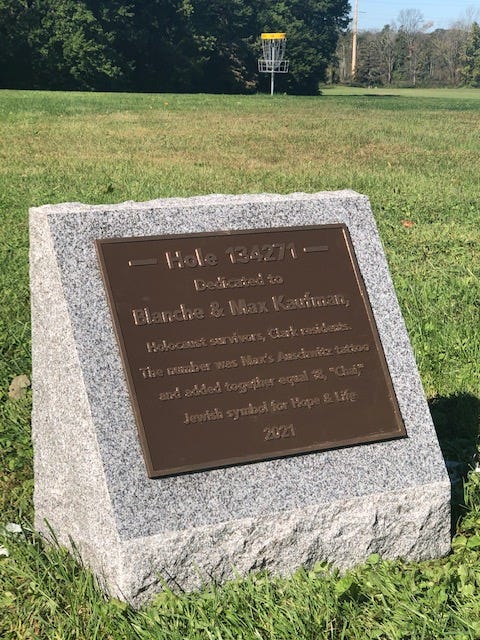 — Hole 134271 —
Dedicated to
Blanche & Max Kaufman,
Holocaust survivors, Clark residents.
The number was Max's Auschwitz tattoo
and added together equal 18, "Chai,"
Jewish symbol for Hope & Life.
2021